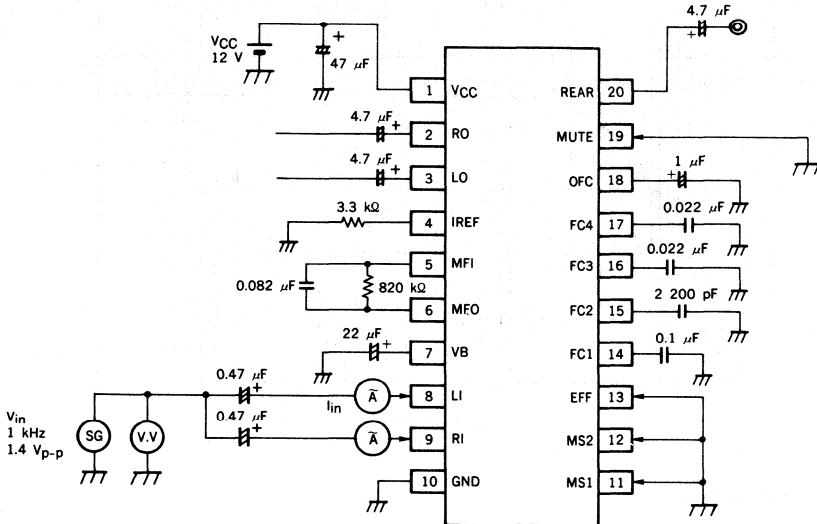 4.7 μF
+
VCC
12 V
+
47 μF
1 VCC
REAR 20
4.7 μF
+
2 RO
MUTE 19
4.7 μF
+
3 LO
OFC 18
1 μF
+
3.3 kΩ
4 IREF
FC4 17
0.022 μF
5 MFI
FC3 16
0.022 μF
0.082 μF
820 kΩ
6 MFO
FC2 15
2 200 pF
22 μF
+
7 VB
FC1 14
0.1 μF
0.47 μF
+
Iin
Ã
8 LI
EFF 13
0.47 μF
+
Ã
9 RI
MS2 12
Vin
1 kHz
1.4 Vp-p
SG
V.V
10 GND
MS1 11